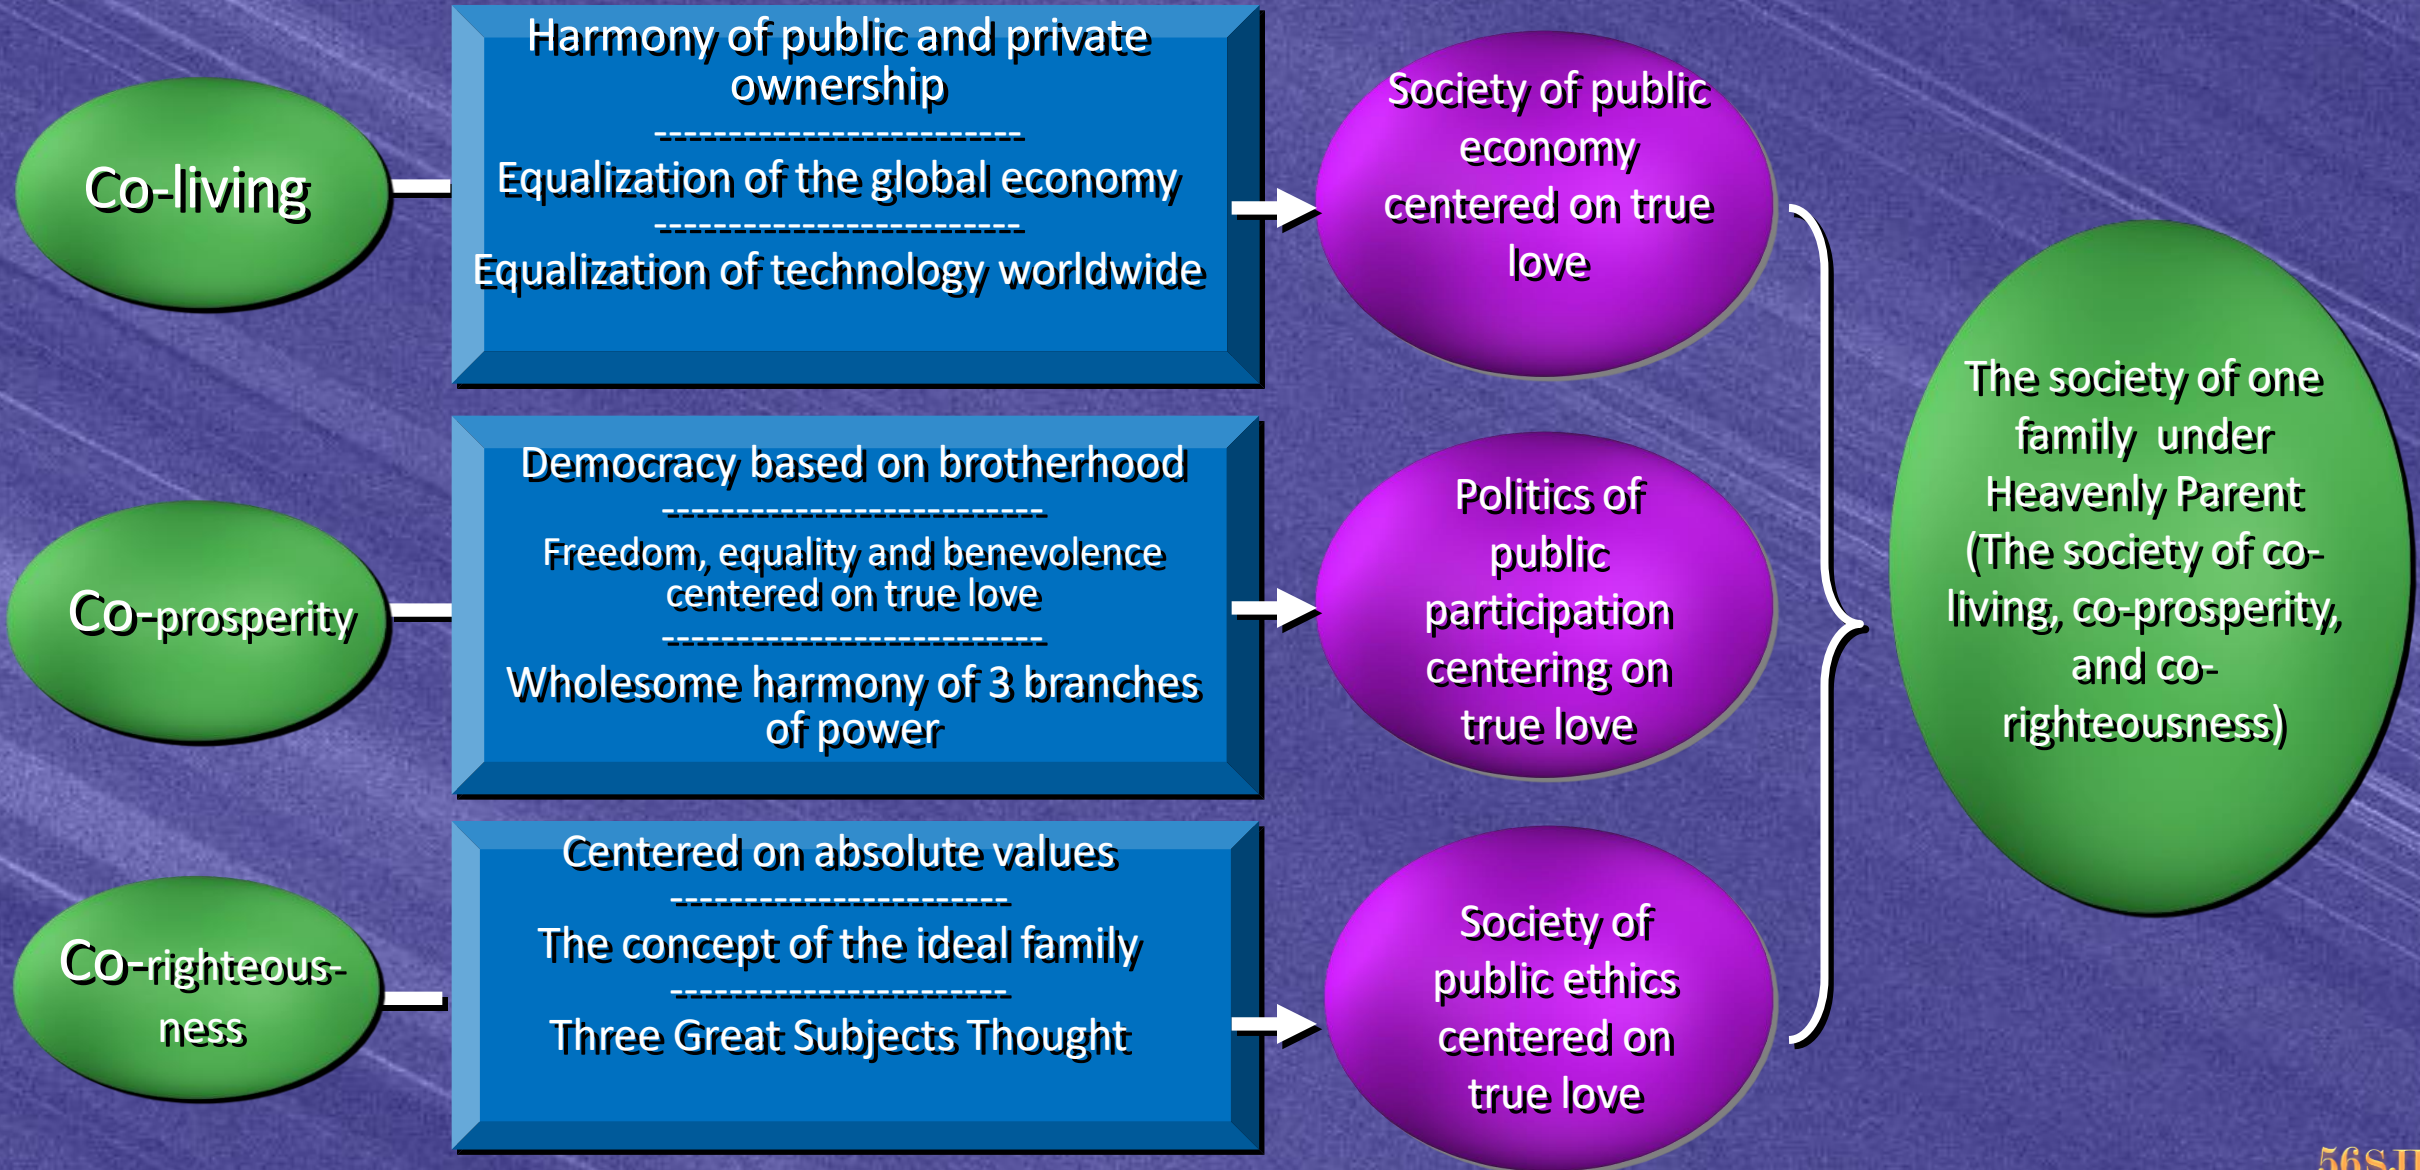 Co-living
Harmony of public and private
ownership
-------------------------
Equalization of the global economy
-------------------------
Equalization of technology worldwide
Society of public
economy
centered on true
love
Co-prosperity
Democracy based on brotherhood
--------------------------
Freedom, equality and benevolence
centered on true love
--------------------------
Wholesome harmony of 3 branches
of power
Politics of
public
participation
centering on
true love
Co-righteous-
ness
Centered on absolute values
-----------------------
The concept of the ideal family
-----------------------
Three Great Subjects Thought
Society of
public ethics
centered on
true love
The society of one
family under
Heavenly Parent
(The society of co-
living, co-prosperity,
and co-
righteousness)